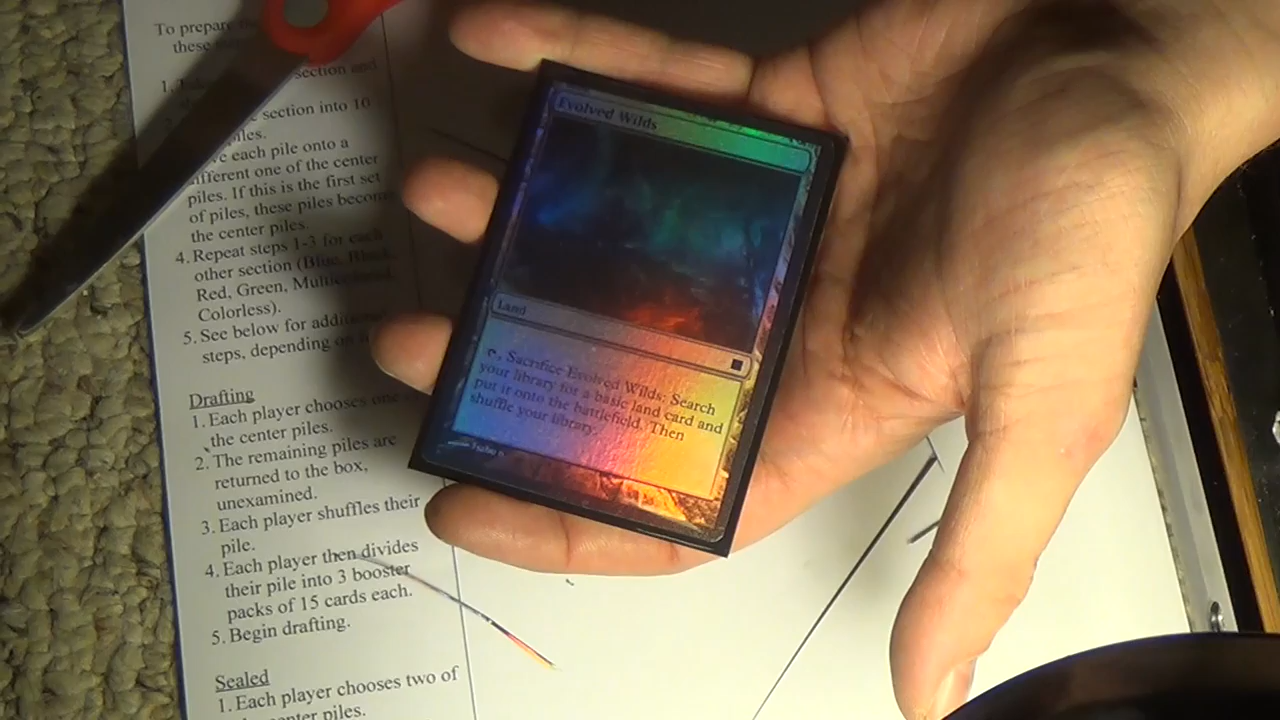 To prepare
these
1.
section and
section into 10
piles.
each pile onto a
different one of the center
piles. If this is the first set
of piles, these piles become
the center piles.
4. Repeat steps 1-3 for each
other section (Blue, Black,
Red, Green, Multicolored,
Colorless).
5. See below for additional
steps, depending on
Drafting
1. Each player chooses one
the center piles.
2. The remaining piles are
returned to the box,
unexamined.
3. Each player shuffles their
pile.
4. Each player then divides
their pile into 3 booster
packs of 15 cards each.
5. Begin drafting.
Sealed
1. Each player chooses two of
center piles.
Evolved Wilds
Land
, Sacrifice Evolved Wilds: Search
your library for a basic land card and
put it onto the battlefield. Then
shuffle your library.